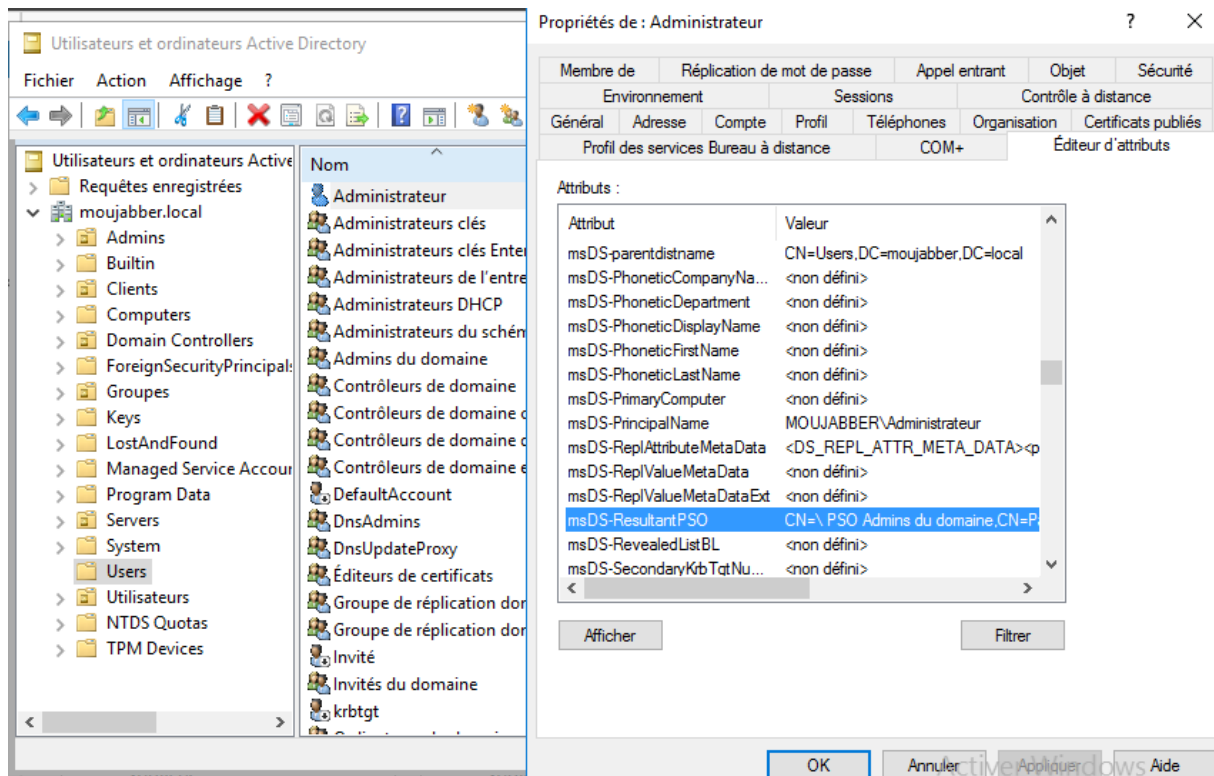 Utilisateurs et ordinateurs Active Directory
Fichier Action Affichage ?
Utilisateurs et ordinateurs Active
Requêtes enregistrées
moujabber.local
Admins
Builtin
Clients
Computers
Domain Controllers
ForeignSecurityPrincipals
Groupes
Keys
LostAndFound
Managed Service Accour
Program Data
Servers
System
Users
Utilisateurs
NTDS Quotas
TPM Devices
Nom
Administrateur
Administrateurs clés
Administrateurs clés Enter
Administrateurs de l'entre
Administrateurs DHCP
Administrateurs du schém
Admins du domaine
Contrôleurs de domaine
Contrôleurs de domaine c
Contrôleurs de domaine d
Contrôleurs de domaine e
DefaultAccount
DnsAdmins
DnsUpdateProxy
Éditeurs de certificats
Groupe de réplication dor
Groupe de réplication dor
Invité
Invités du domaine
krbtgt
Propriétés de : Administrateur ? ×
Membre de Réplication de mot de passe Appel entrant Objet Sécurité
Environnement Sessions Contrôle à distance
Général Adresse Compte Profil Téléphones Organisation Certificats publiés
Profil des services Bureau à distance COM+ Éditeur d'attributs
Attributs :
Attribut Valeur
msDS-parentdistname CN=Users,DC=moujabber,DC=local
msDS-PhoneticCompanyNa... <non défini>
msDS-PhoneticDepartment <non défini>
msDS-PhoneticDisplayName <non défini>
msDS-PhoneticFirstName <non défini>
msDS-PhoneticLastName <non défini>
msDS-PrimaryComputer <non défini>
msDS-PrincipalName MOUJABBER\Administrateur
msDS-ReplAttributeMetaData <DS_REPL_ATTR_META_DATA><p
msDS-ReplValueMetaData <non défini>
msDS-ReplValueMetaDataExt <non défini>
msDS-ResultantPSO CN=\ PSO Admins du domaine,CN=Pa
msDS-RevealedListBL <non défini>
msDS-SecondaryKrbTgtNu... <non défini>
Afficher Filtrer
OK Annuler Appliquer Aide
Activer Windows